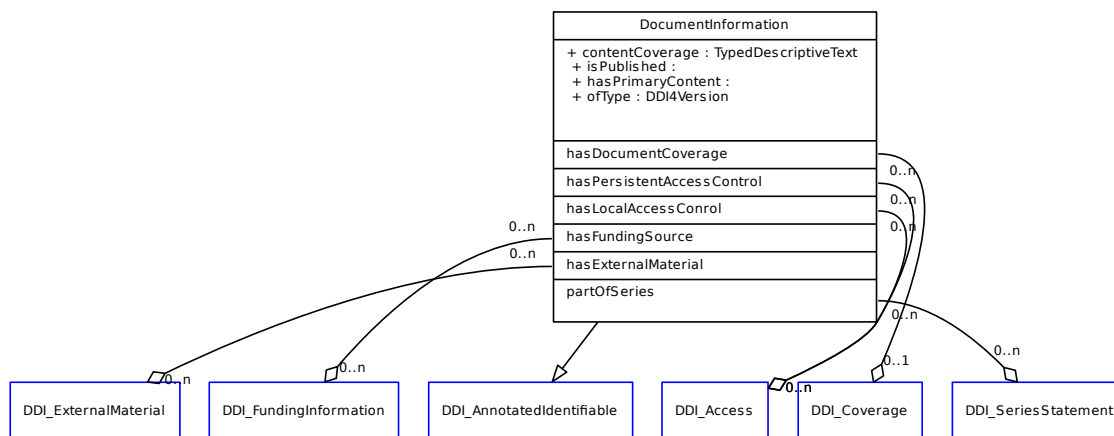 DocumentInformation
+ contentCoverage : TypedDescriptiveText
+ isPublished :
+ hasPrimaryContent :
+ ofType : DDI4Version
hasDocumentCoverage
0..n
hasPersistentAccessControl
0..n
hasLocalAccessConrol
0..n
0..n
hasFundingSource
0..n
hasExternalMaterial
partOfSeries
0..n
0..n
0..n
0..n
0..n
0..1
0..n
DDI_ExternalMaterial
DDI_FundingInformation
DDI_AnnotatedIdentifiable
DDI_Access
DDI_Coverage
DDI_SeriesStatement